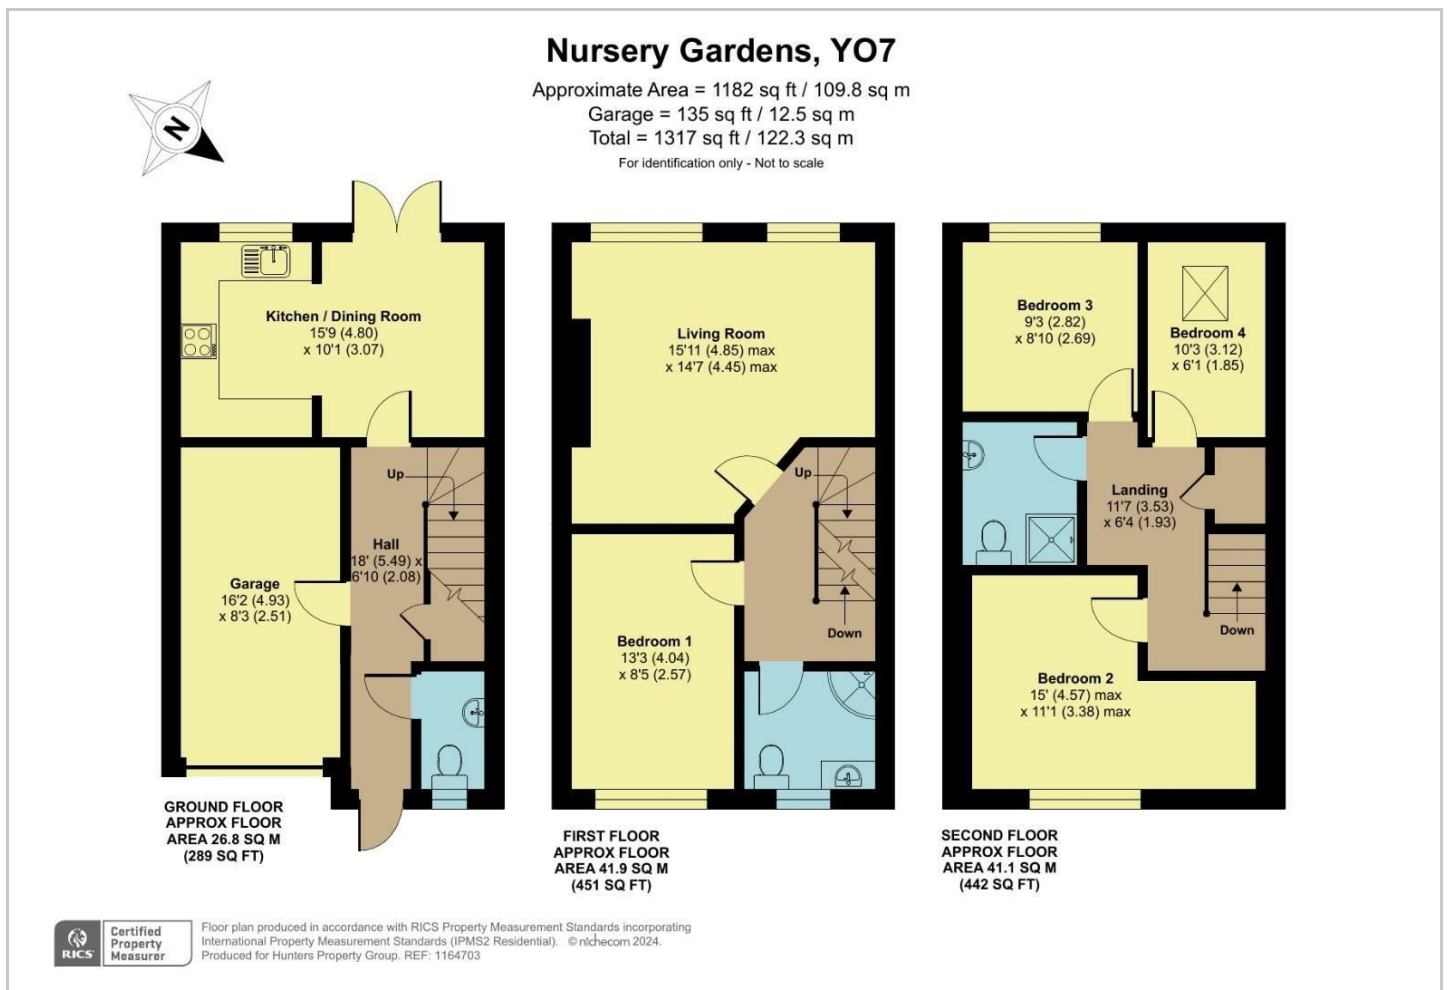 Nursery Gardens, YO7
Approximate Area = 1182 sq ft / 109.8 sq m
Garage = 135 sq ft / 12.5 sq m
Total = 1317 sq ft / 122.3 sq m
For identification only - Not to scale
N
Kitchen / Dining Room
15'9 (4.80)
x 10'1 (3.07)
Up
Hall
18' (5.49) x
6'10 (2.08)
Garage
16'2 (4.93)
x 8'3 (2.51)
GROUND FLOOR
APPROX FLOOR
AREA 26.8 SQ M
(289 SQ FT)
Living Room
15'11 (4.85) max
x 14'7 (4.45) max
Up
Down
Bedroom 1
13'3 (4.04)
x 8'5 (2.57)
FIRST FLOOR
APPROX FLOOR
AREA 41.9 SQ M
(451 SQ FT)
Bedroom 3
9'3 (2.82)
x 8'10 (2.69)
Bedroom 4
10'3 (3.12)
x 6'1 (1.85)
Landing
11'7 (3.53)
x 6'4 (1.93)
Down
Bedroom 2
15' (4.57) max
x 11'1 (3.38) max
SECOND FLOOR
APPROX FLOOR
AREA 41.1 SQ M
(442 SQ FT)
RICS
Certified
Property
Measurer
Floor plan produced in accordance with RICS Property Measurement Standards incorporating
International Property Measurement Standards (IPMS2 Residential). © nichecom 2024.
Produced for Hunters Property Group. REF: 1164703